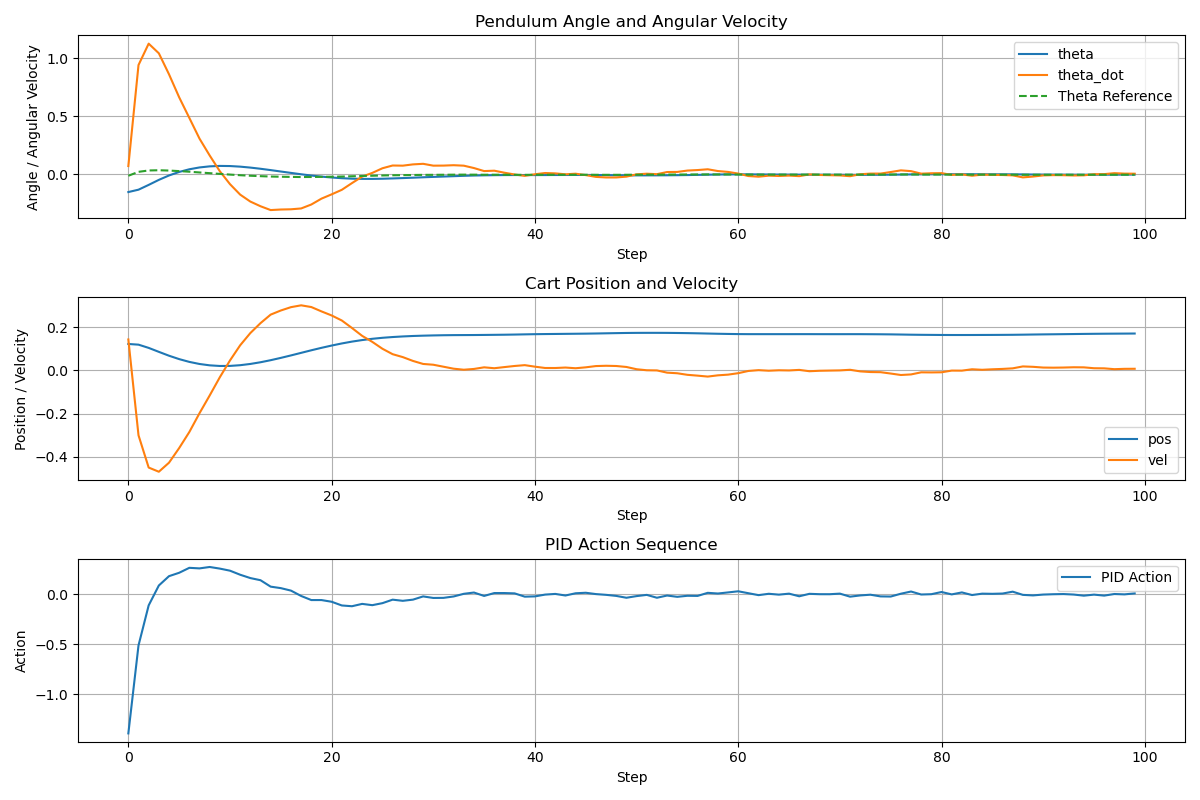 Pendulum Angle and Angular Velocity
Angle / Angular Velocity
1.0
0.5
0.0
theta
theta_dot
Theta Reference
0 20 40 60 80 100
Step
Cart Position and Velocity
Position / Velocity
0.2
0.0
−0.2
−0.4
pos
vel
0 20 40 60 80 100
Step
PID Action Sequence
Action
0.0
−0.5
−1.0
PID Action
0 20 40 60 80 100
Step